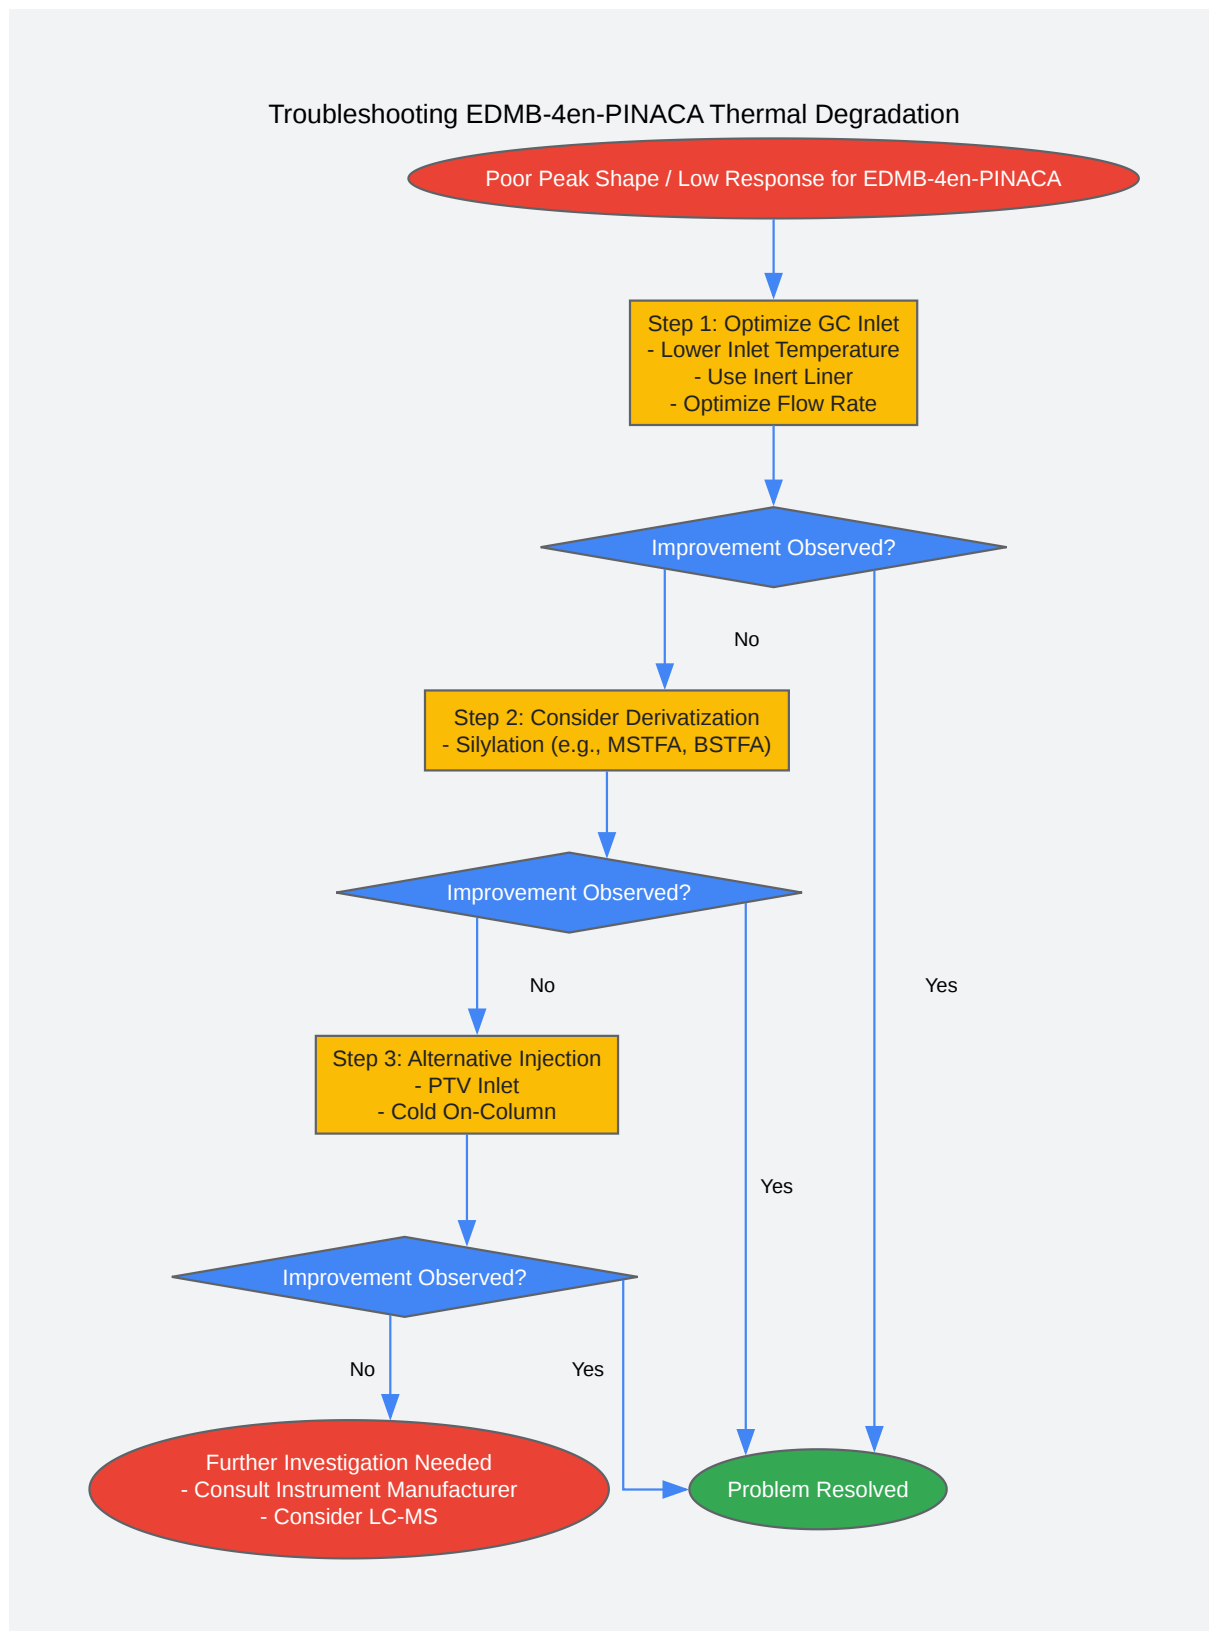 Troubleshooting EDMB-4en-PINACA Thermal Degradation
Poor Peak Shape / Low Response for EDMB-4en-PINACA
Step 1: Optimize GC Inlet
- Lower Inlet Temperature
- Use Inert Liner
- Optimize Flow Rate
Improvement Observed?
No
Step 2: Consider Derivatization
- Silylation (e.g., MSTFA, BSTFA)
Improvement Observed?
No
Yes
Step 3: Alternative Injection
- PTV Inlet
- Cold On-Column
Yes
Improvement Observed?
No
Yes
Further Investigation Needed
- Consult Instrument Manufacturer
- Consider LC-MS
Problem Resolved